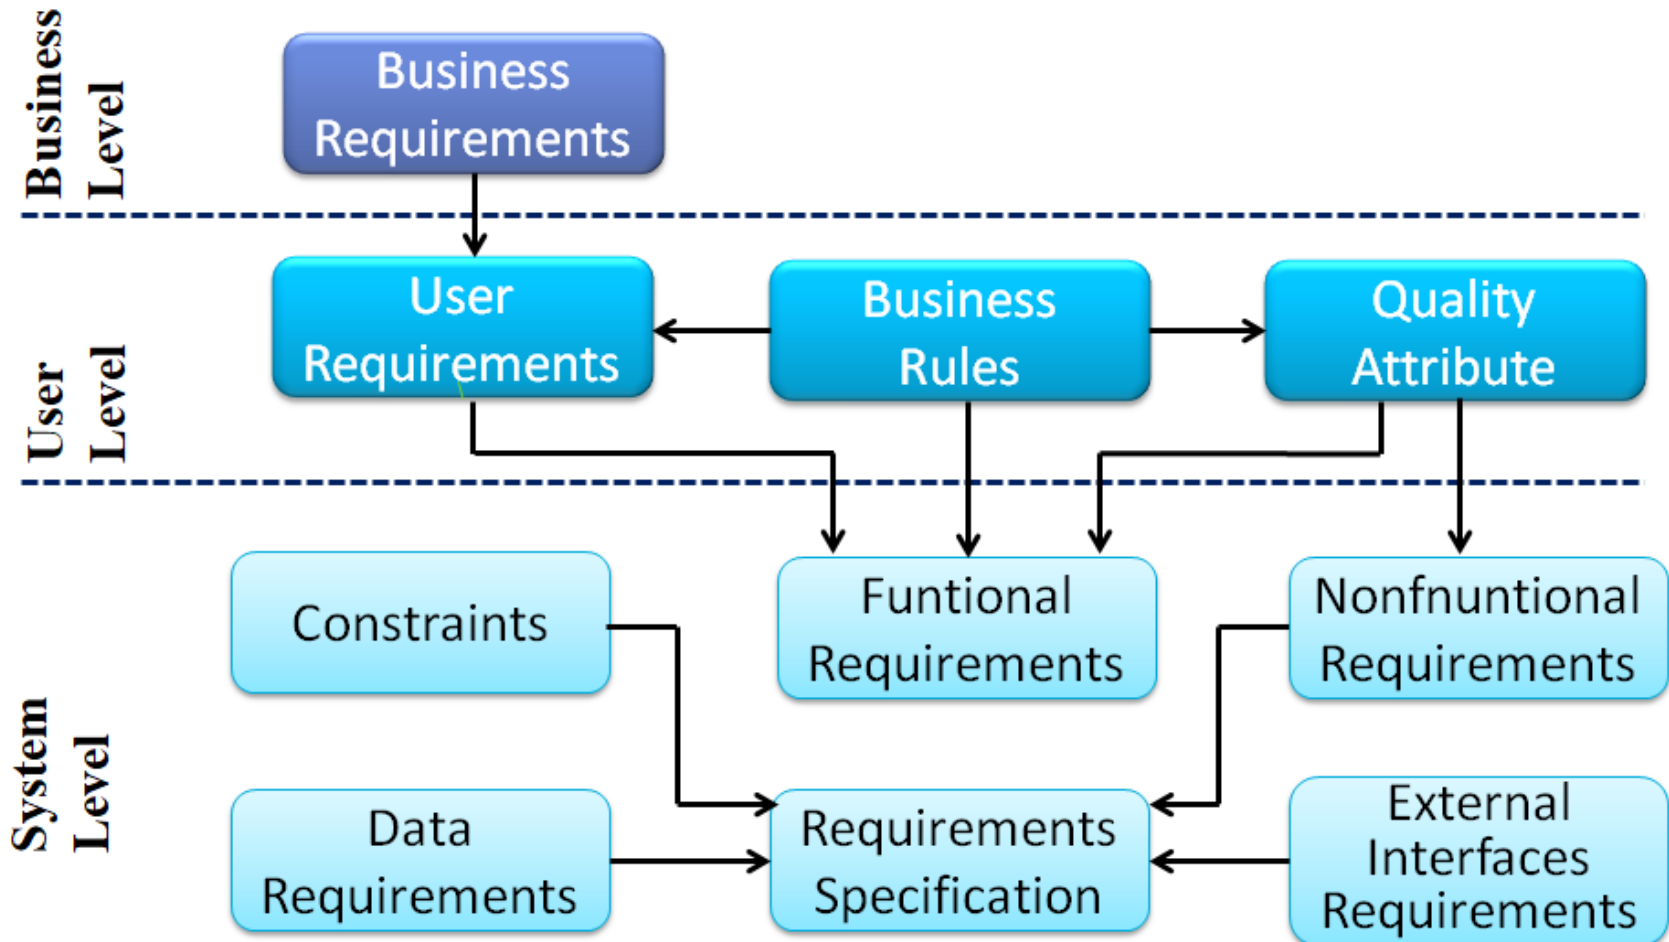 Business
Level
Business
Requirements
User
Level
User
Requirements
Business
Rules
Quality
Attribute
System
Level
Constraints
Funtional
Requirements
Nonfnuntional
Requirements
Data
Requirements
Requirements
Specification
External
Interfaces
Requirements